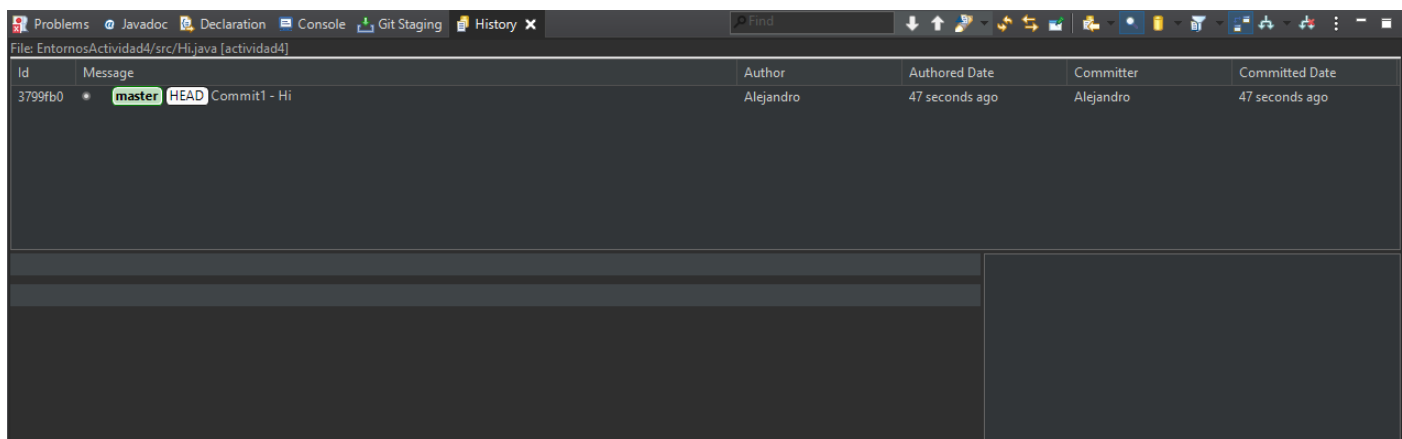 Problems @ Javadoc Declaration Console Git Staging History
Find
File: EntornosActividad4/src/Hi.java [actividad4]
Id Message Author Authored Date Committer Committed Date
3799fb0 master HEAD Commit1 - Hi Alejandro 47 seconds ago Alejandro 47 seconds ago